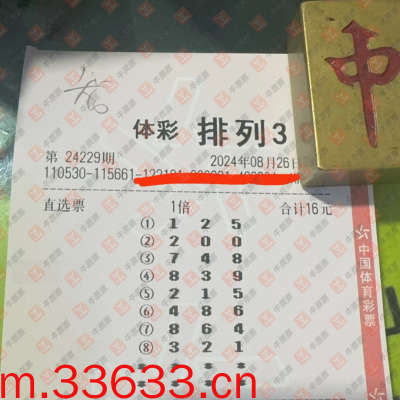 体彩 排列3
第 24229期 2024年08月26日
110530-115661-
直选票 1倍 合计16元
① 1 2 5
② 2 0 0
③ 7 4 8
④ 8 3 9
⑤ 2 1 5
⑥ 4 8 6
⑦ 8 6 4
⑧ 3 2 1
* * *
* * *
中国体育彩票
中
m.33633.cn